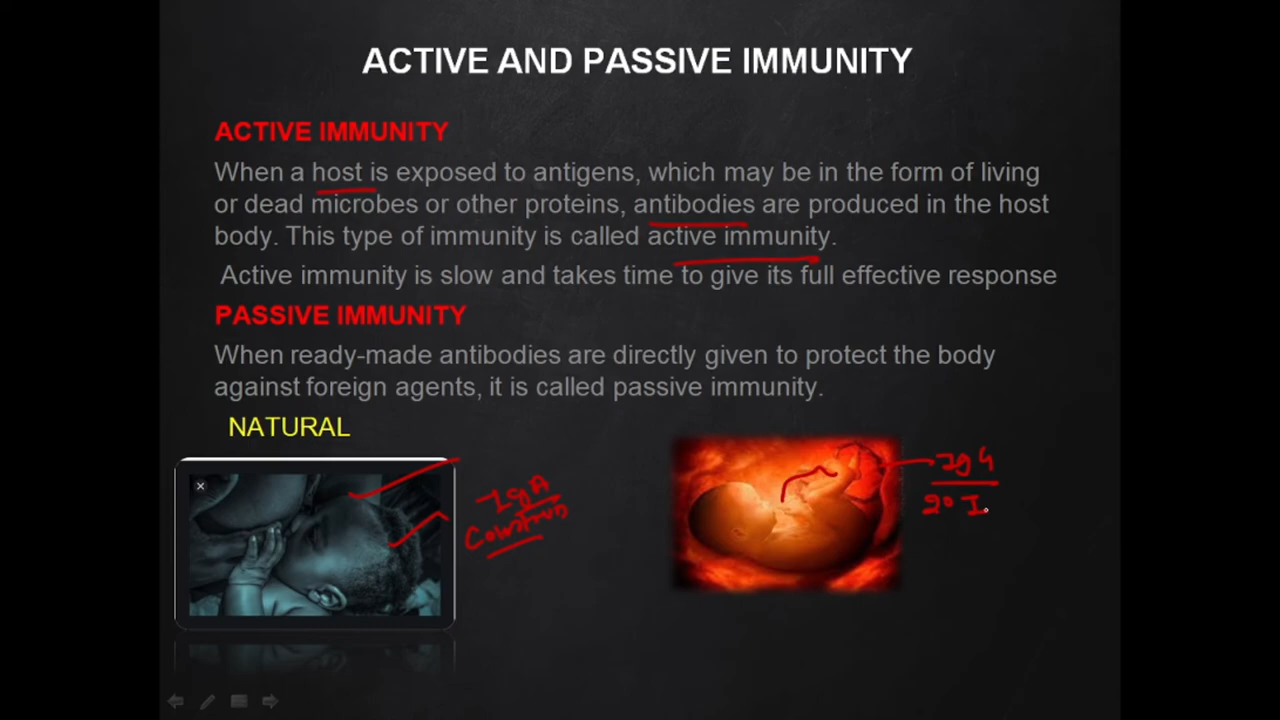 ACTIVE AND PASSIVE IMMUNITY
ACTIVE IMMUNITY
When a host is exposed to antigens, which may be in the form of living
or dead microbes or other proteins, antibodies are produced in the host
body. This type of immunity is called active immunity.
Active immunity is slow and takes time to give its full effective response
PASSIVE IMMUNITY
When ready-made antibodies are directly given to protect the body
against foreign agents, it is called passive immunity.
NATURAL
IgA
IgG